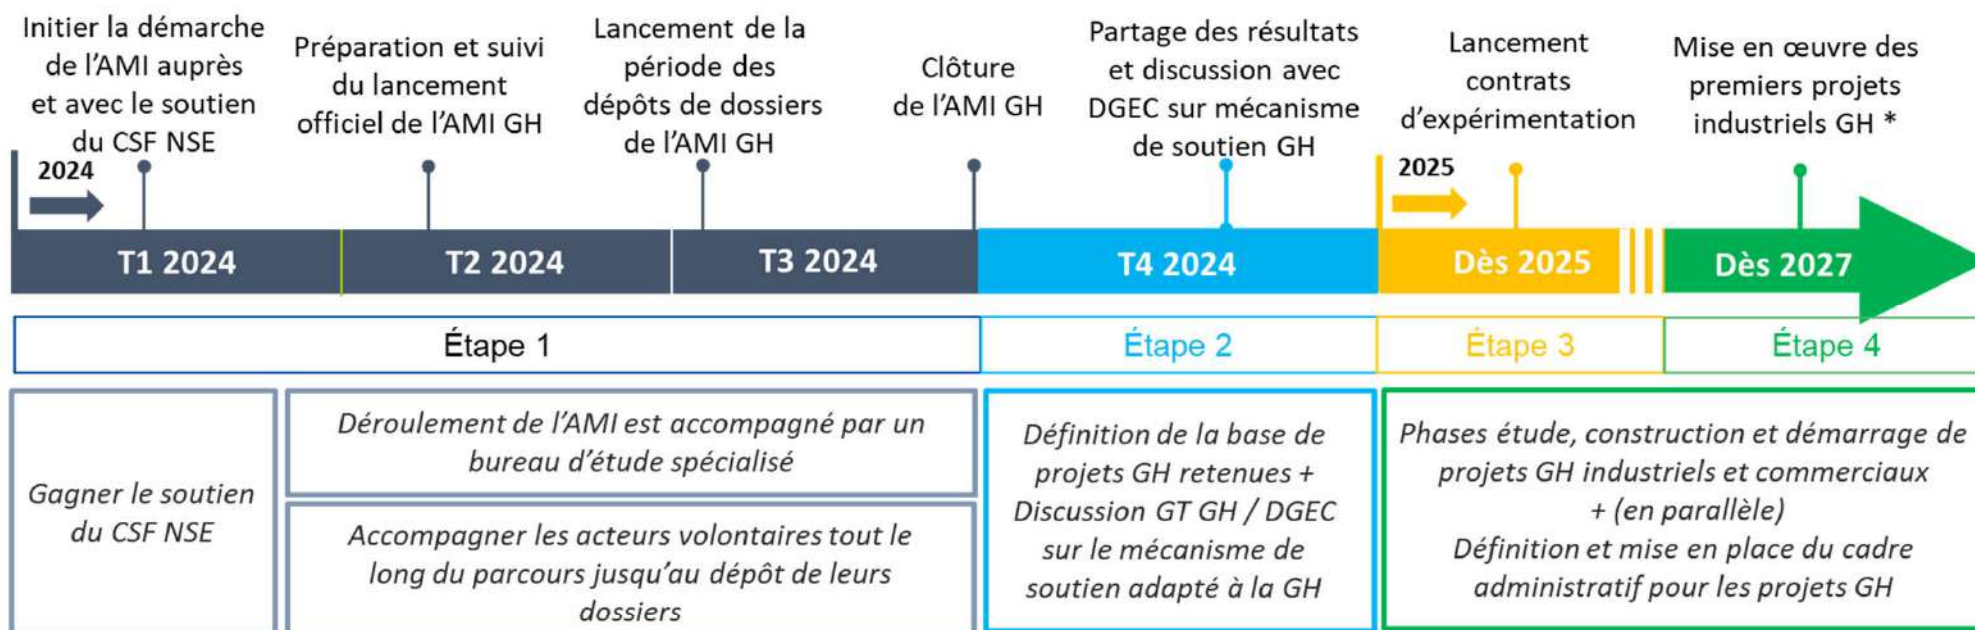 Initier la démarche
de l'AMI auprès
et avec le soutien
du CSF NSE
Préparation et suivi
du lancement
officiel de l'AMI GH
Lancement de la
période des
dépôts de dossiers
de l'AMI GH
Clôture
de l'AMI GH
Partage des résultats
et discussion avec
DGEC sur mécanisme
de soutien GH
Lancement
contrats
d'expérimentation
Mise en œuvre des
premiers projets
industriels GH *
2024
2025
T1 2024
T2 2024
T3 2024
T4 2024
Dès 2025
Dès 2027
Étape 1
Étape 2
Étape 3
Étape 4
Gagner le soutien
du CSF NSE
Déroulement de l'AMI est accompagné par un
bureau d'étude spécialisé
Accompagner les acteurs volontaires tout le
long du parcours jusqu'au dépôt de leurs
dossiers
Définition de la base de
projets GH retenues +
Discussion GT GH / DGEC
sur le mécanisme de
soutien adapté à la GH
Phases étude, construction et démarrage de
projets GH industriels et commerciaux
+ (en parallèle)
Définition et mise en place du cadre
administratif pour les projets GH